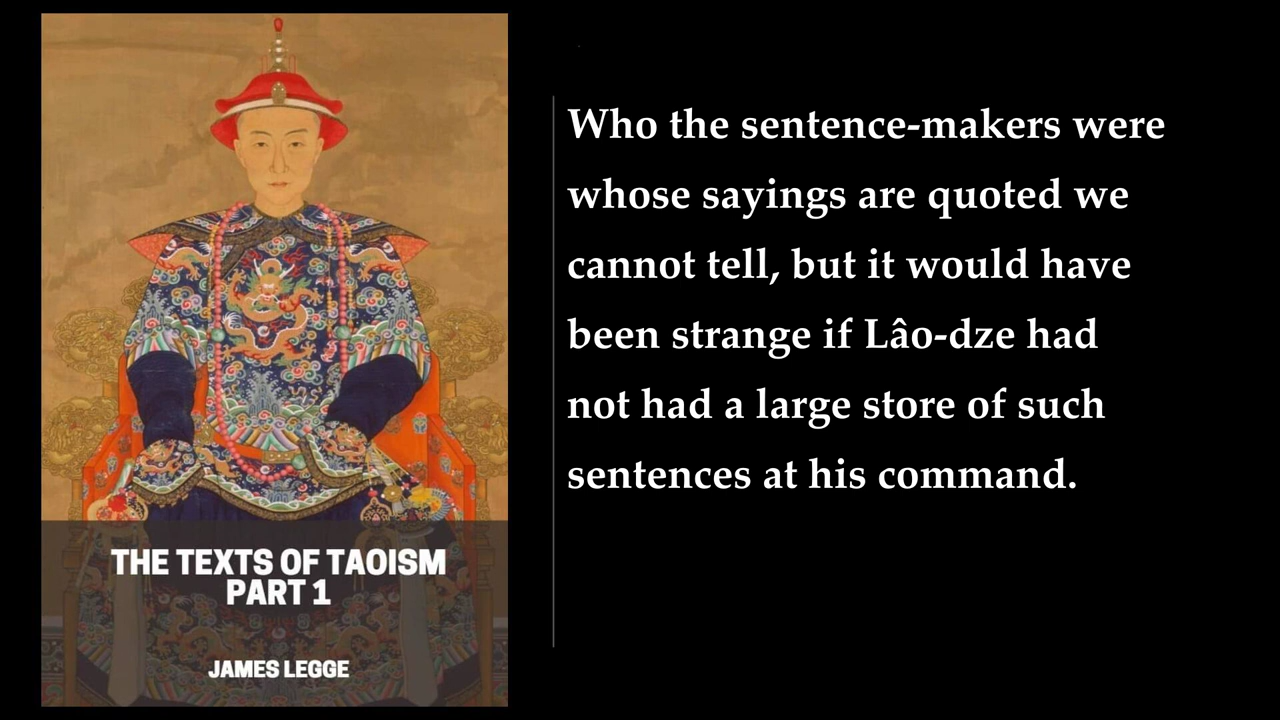 Who the sentence-makers were
whose sayings are quoted we
cannot tell, but it would have
been strange if Lâo-dze had
not had a large store of such
sentences at his command.
THE TEXTS OF TAOISM
PART 1
JAMES LEGGE